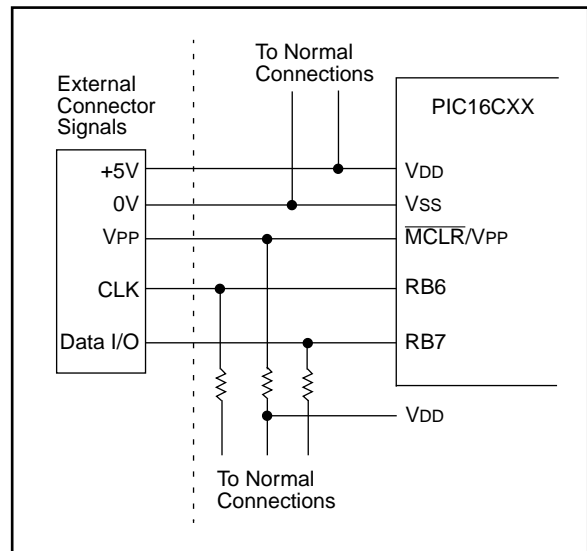 To Normal
Connections
External
Connector
Signals
PIC16CXX
+5V
VDD
0V
VSS
VPP
MCLR/VPP
CLK
RB6
Data I/O
RB7
VDD
To Normal
Connections